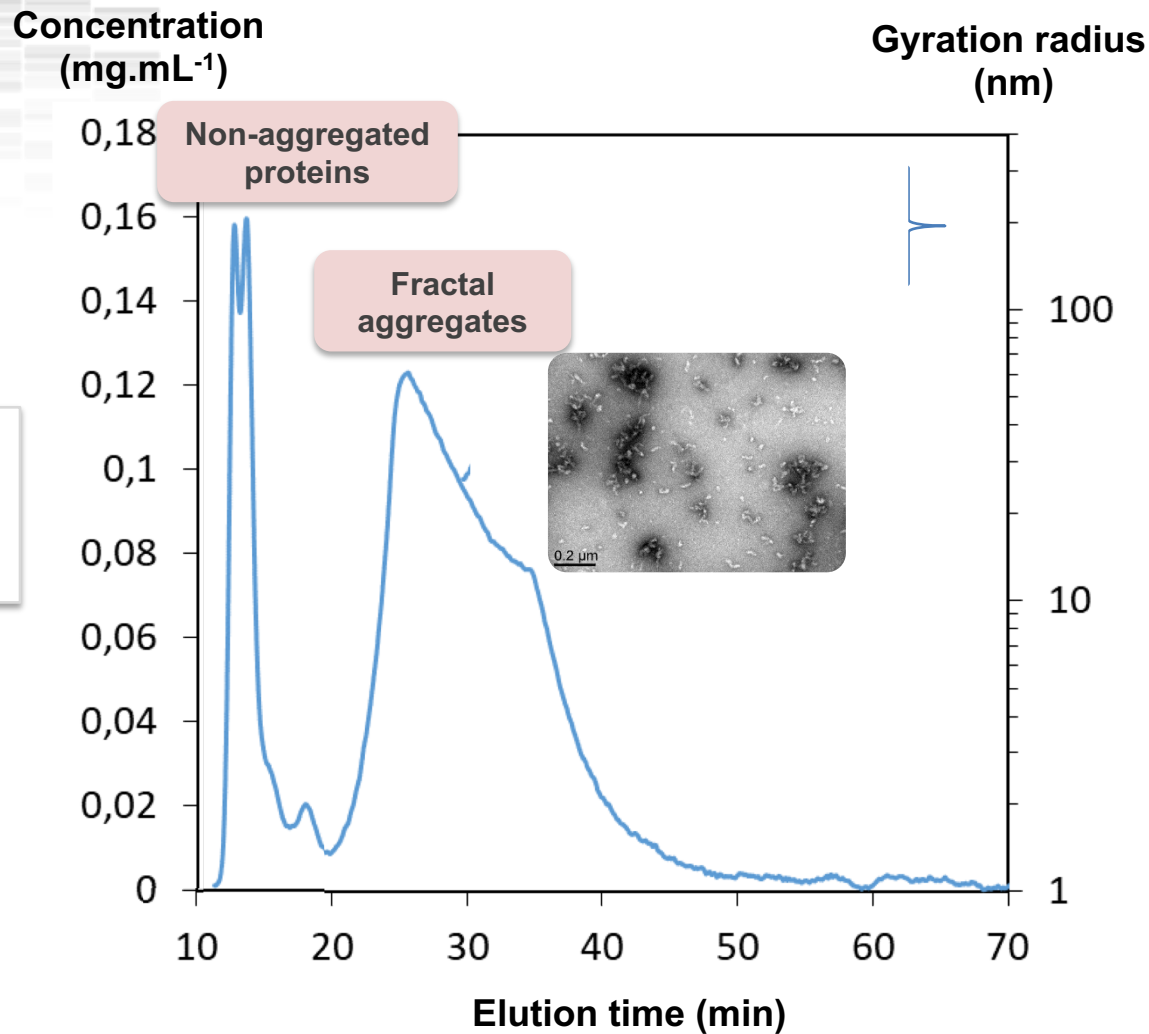 Concentration
(mg.mL-1)
Gyration radius
(nm)
Non-aggregated
proteins
Fractal
aggregates
0,18
0,16
0,14
0,12
0,1
0,08
0,06
0,04
0,02
0
100
10
1
0.2 µm
10 20 30 40 50 60 70
Elution time (min)